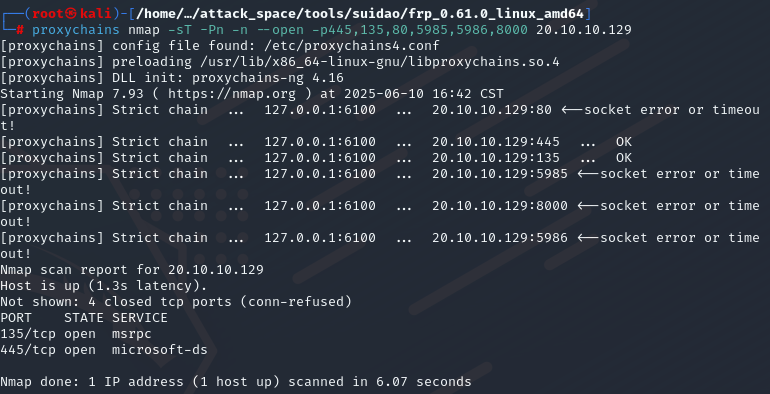 ┌──(root㉿kali)-[/home/…/attack_space/tools/suidao/frp_0.61.0_linux_amd64]
└─# proxychains nmap -sT -Pn -n --open -p445,135,80,5985,5986,8000 20.10.10.129
[proxychains] config file found: /etc/proxychains4.conf
[proxychains] preloading /usr/lib/x86_64-linux-gnu/libproxychains.so.4
[proxychains] DLL init: proxychains-ng 4.16
Starting Nmap 7.93 ( https://nmap.org ) at 2025-06-10 16:42 CST
[proxychains] Strict chain  ...  127.0.0.1:6100  ...  20.10.10.129:80 <--socket error or timeou
t!
[proxychains] Strict chain  ...  127.0.0.1:6100  ...  20.10.10.129:445  ...  OK
[proxychains] Strict chain  ...  127.0.0.1:6100  ...  20.10.10.129:135  ...  OK
[proxychains] Strict chain  ...  127.0.0.1:6100  ...  20.10.10.129:5985 <--socket error or time
out!
[proxychains] Strict chain  ...  127.0.0.1:6100  ...  20.10.10.129:8000 <--socket error or time
out!
[proxychains] Strict chain  ...  127.0.0.1:6100  ...  20.10.10.129:5986 <--socket error or time
out!
Nmap scan report for 20.10.10.129
Host is up (1.3s latency).
Not shown: 4 closed tcp ports (conn-refused)
PORT    STATE SERVICE
135/tcp open  msrpc
445/tcp open  microsoft-ds

Nmap done: 1 IP address (1 host up) scanned in 6.07 seconds